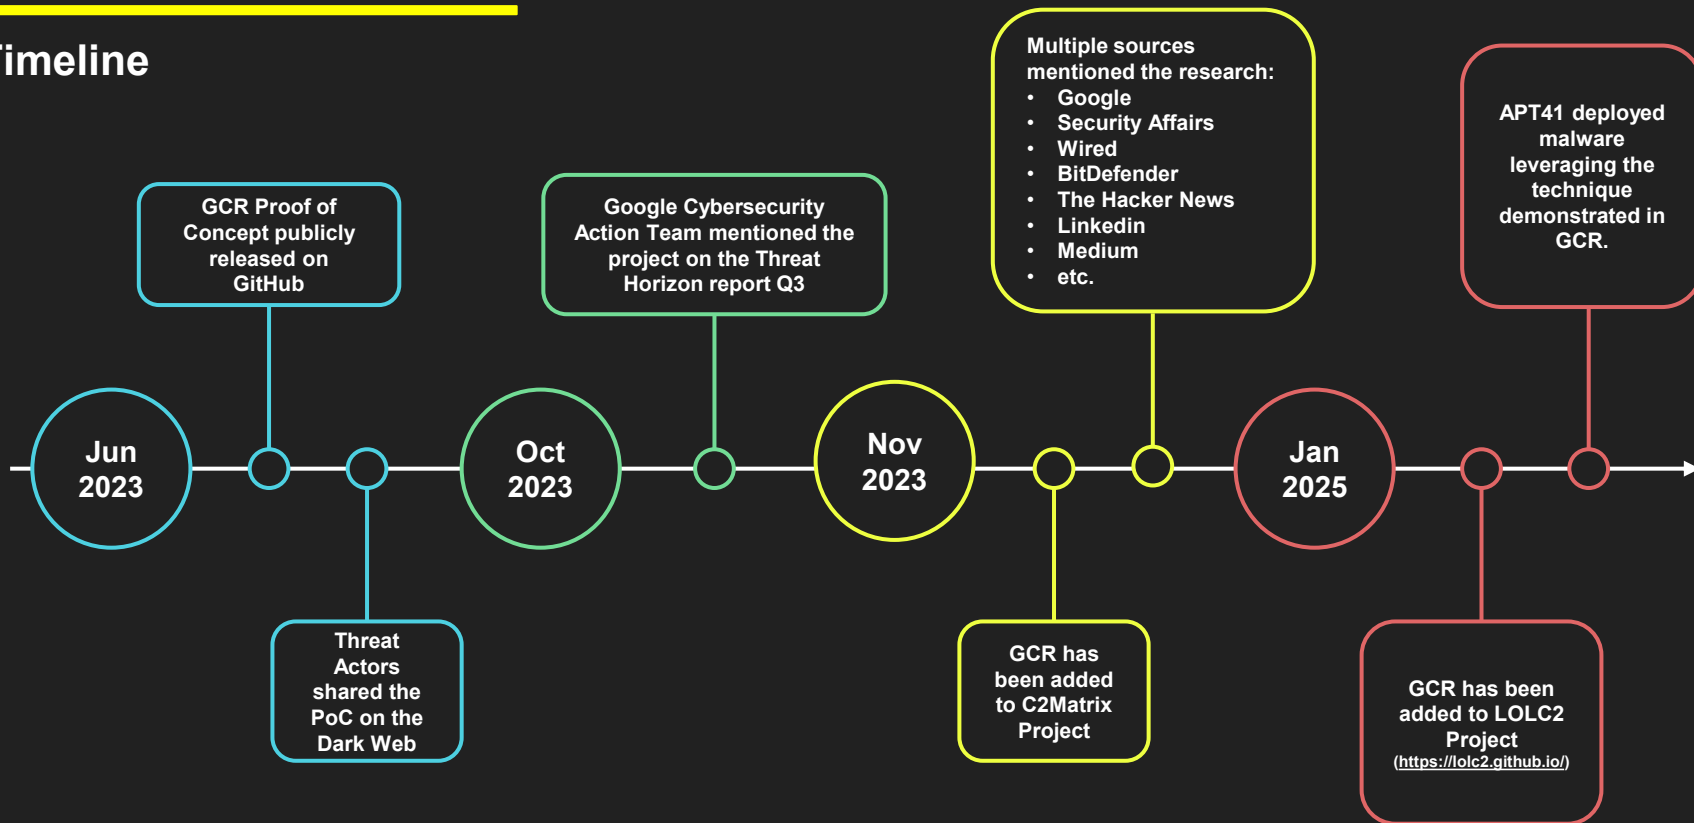 Timeline
Multiple sources
mentioned the research:
• Google
• Security Affairs
• Wired
• BitDefender
• The Hacker News
• Linkedin
• Medium
• etc.
APT41 deployed
malware
leveraging the
technique
demonstrated in
GCR.
GCR Proof of
Concept publicly
released on
GitHub
Google Cybersecurity
Action Team mentioned the
project on the Threat
Horizon report Q3
Jun
2023
Oct
2023
Nov
2023
Jan
2025
Threat
Actors
shared the
PoC on the
Dark Web
GCR has
been added
to C2Matrix
Project
GCR has been
added to LOLC2
Project
(https://lolc2.github.io/)